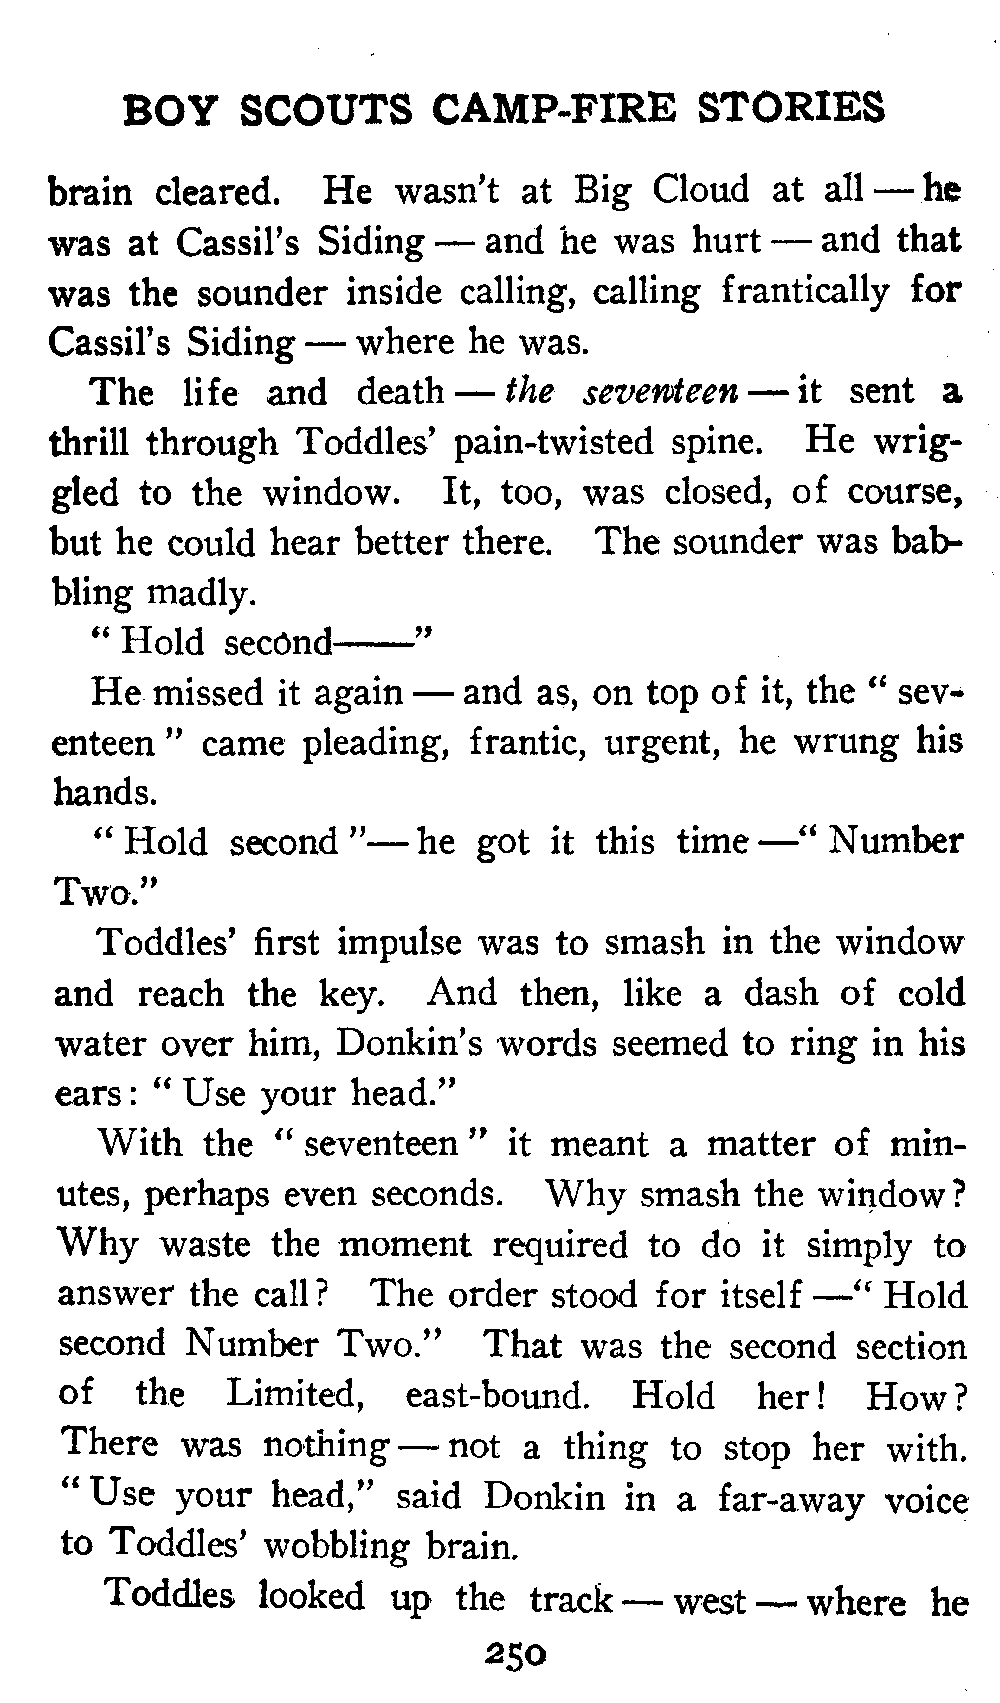 BOY SCOUTS CAMP-FIRE STORIES
brain cleared. He wasn't at Big Cloud at all — he
was at Cassil's Siding — and he was hurt — and that
was the sounder inside calling, calling frantically for
Cassil's Siding — where he was.
The life and death — the seventeen — it sent a
thrill through Toddles' pain-twisted spine. He wrig-
gled to the window. It, too, was closed, of course,
but he could hear better there. The sounder was bab-
bling madly.
" Hold second——"
He missed it again — and as, on top of it, the " sev-
enteen " came pleading, frantic, urgent, he wrung his
hands.
" Hold second "— he got it this time —" Number
Two."
Toddles' first impulse was to smash in the window
and reach the key. And then, like a dash of cold
water over him, Donkin's words seemed to ring in his
ears: " Use your head."
With the " seventeen " it meant a matter of min-
utes, perhaps even seconds. Why smash the window?
Why waste the moment required to do it simply to
answer the call? The order stood for itself —" Hold
second Number Two." That was the second section
of the Limited, east-bound. Hold her! How?
There was nothing — not a thing to stop her with.
" Use your head," said Donkin in a far-away voice
to Toddles' wobbling brain.
Toddles looked up the track — west — where he
250